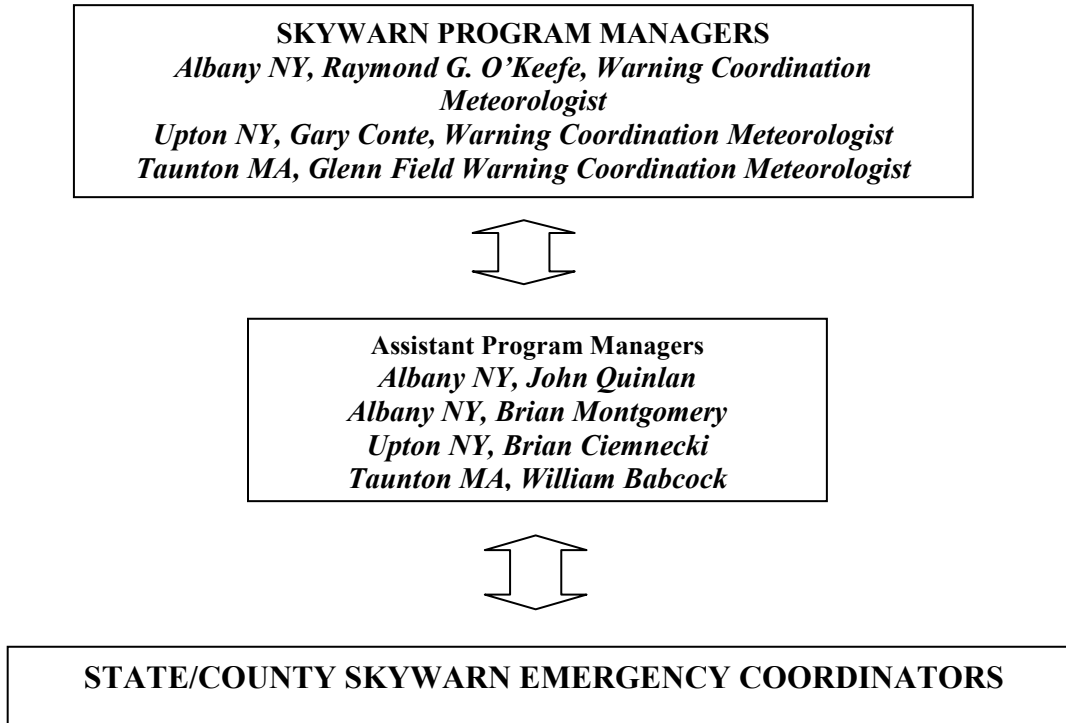 SKYWARN PROGRAM MANAGERS
Albany NY, Raymond G. O’Keefe, Warning Coordination
Meteorologist
Upton NY, Gary Conte, Warning Coordination Meteorologist
Taunton MA, Glenn Field Warning Coordination Meteorologist
Assistant Program Managers
Albany NY, John Quinlan
Albany NY, Brian Montgomery
Upton NY, Brian Ciemnecki
Taunton MA, William Babcock
STATE/COUNTY SKYWARN EMERGENCY COORDINATORS